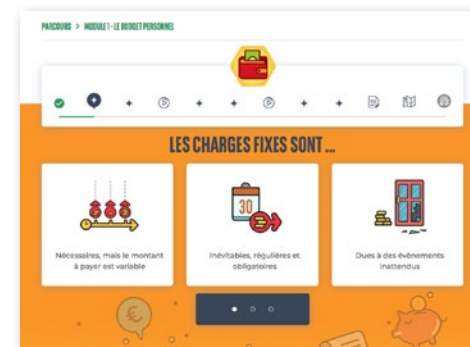 PARCOURS > MODULE 1 - LE BUDGET PERSONNEL
LES CHARGES FIXES SONT ...
30
Nécessaires, mais le montant
à payer est variable
Inévitables, régulières et
obligatoires
Dues à des évènements
inattendus